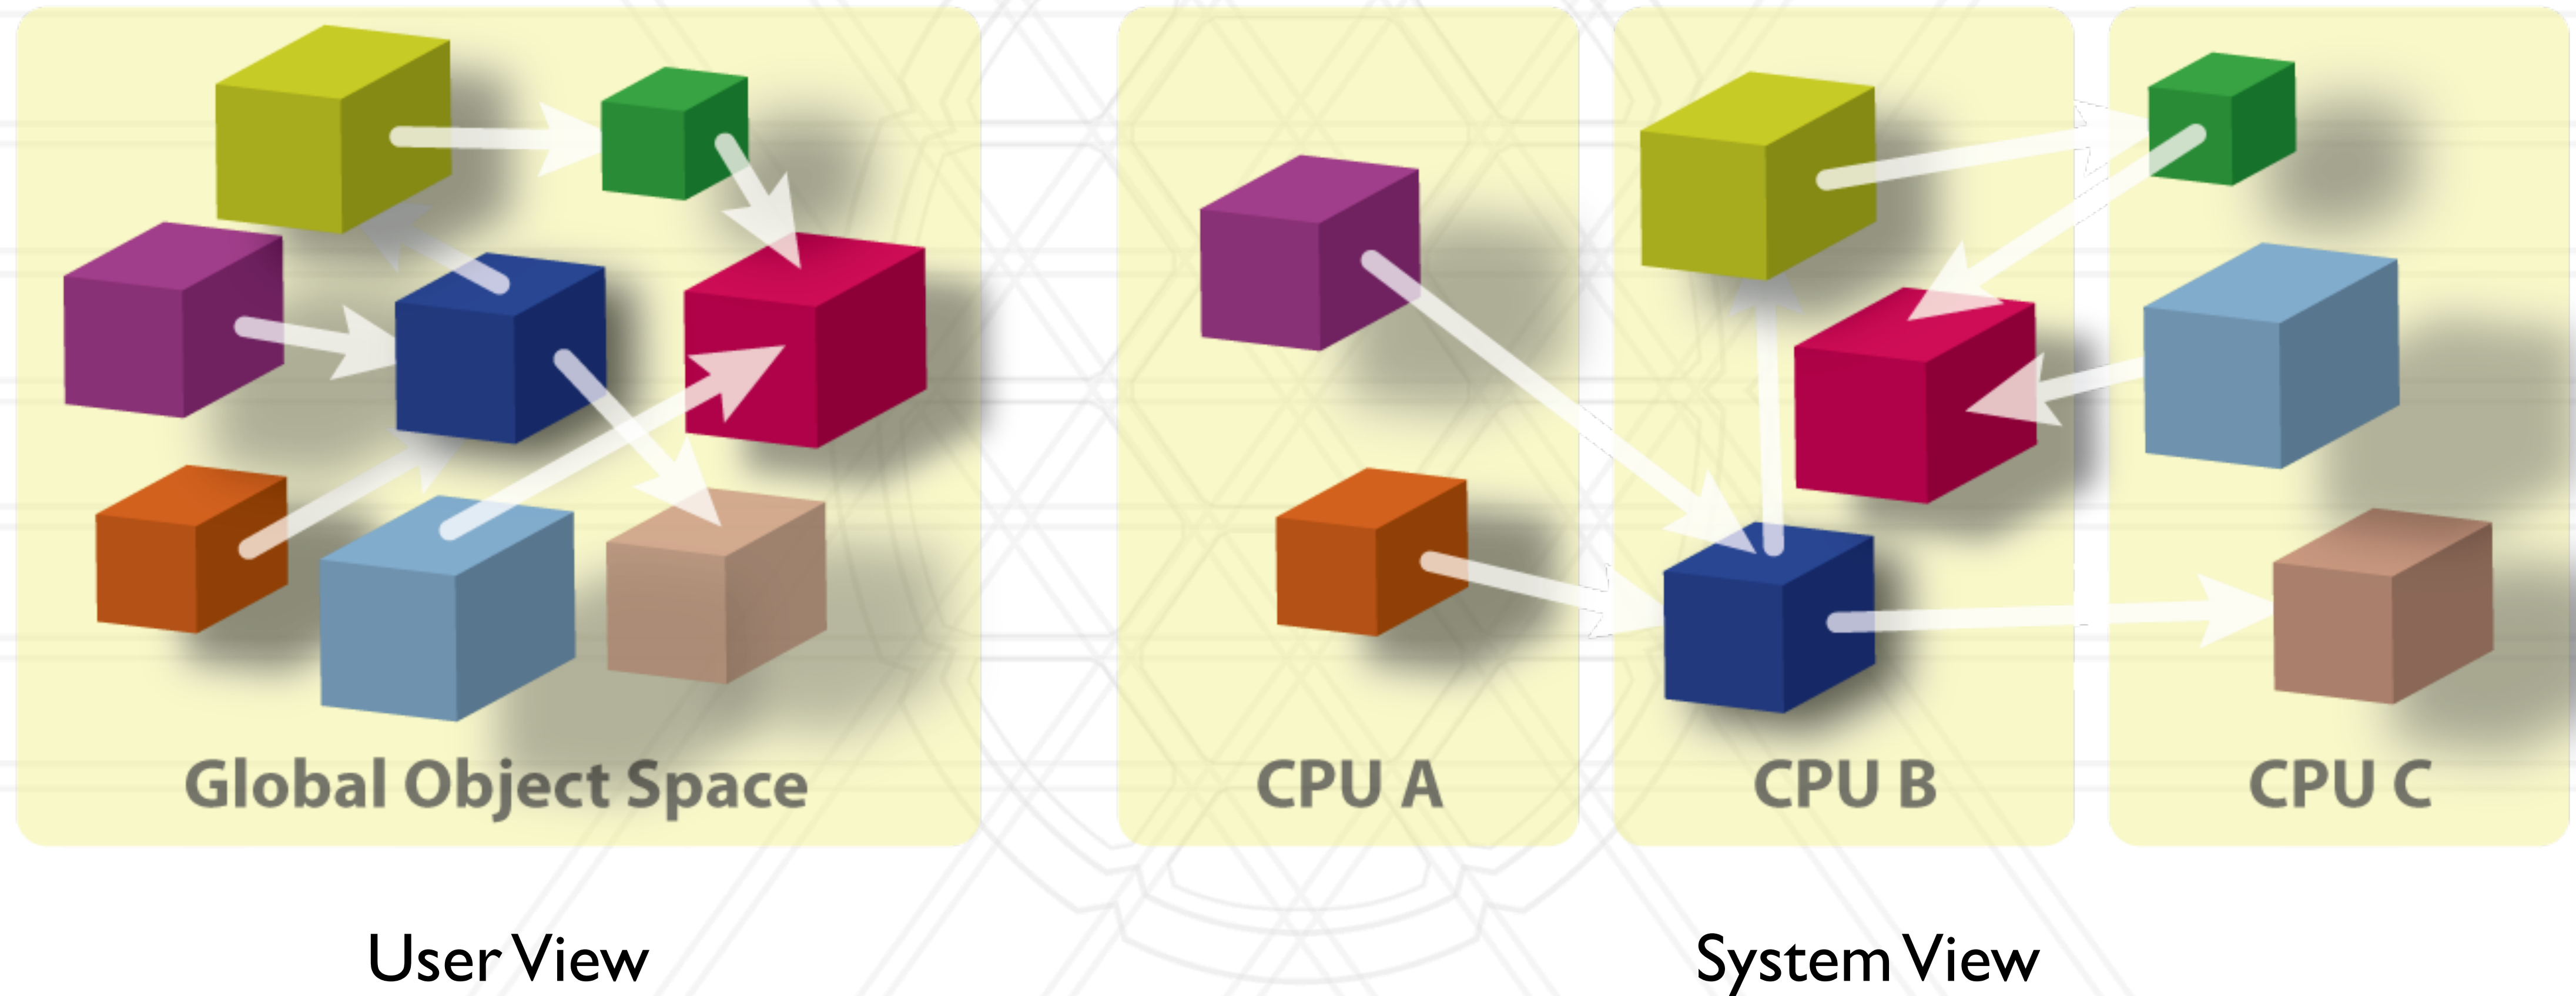 Global Object Space
CPU A
CPU B
CPU C
User View
System View